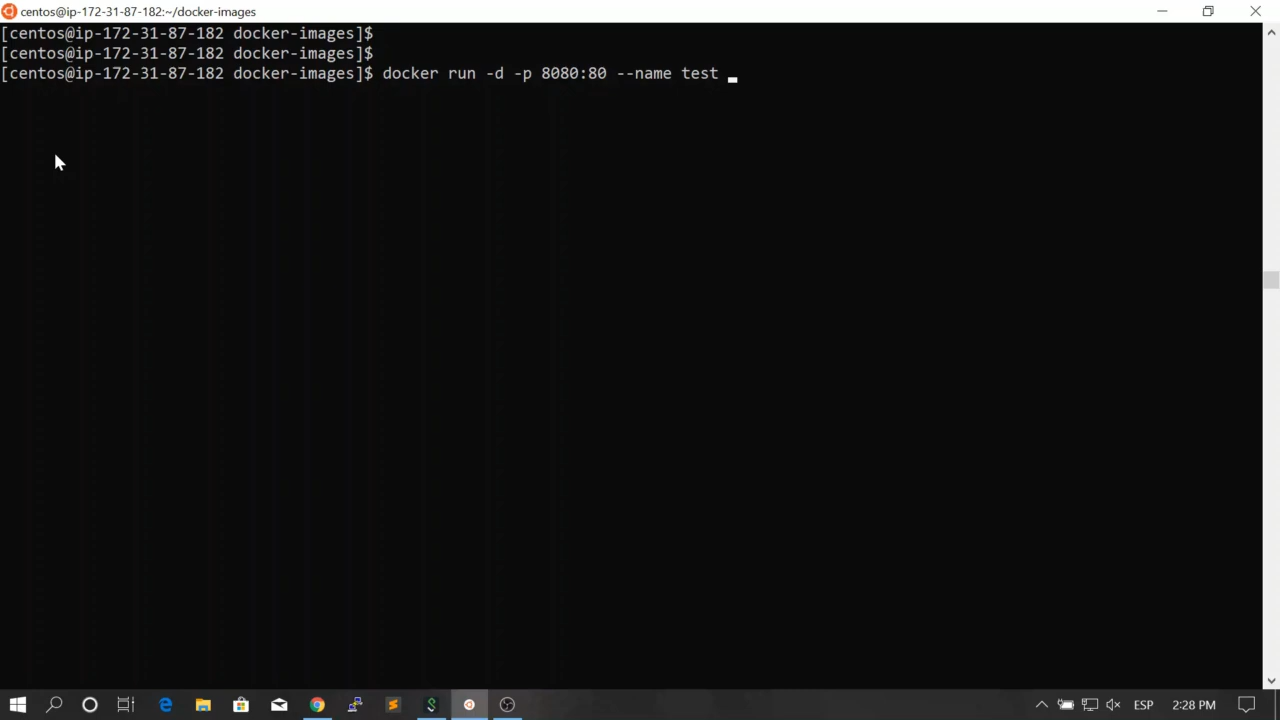 centos@ip-172-31-87-182:~/docker-images
[centos@ip-172-31-87-182 docker-images]$
[centos@ip-172-31-87-182 docker-images]$
[centos@ip-172-31-87-182 docker-images]$ docker run -d -p 8080:80 --name test
ESP
2:28 PM